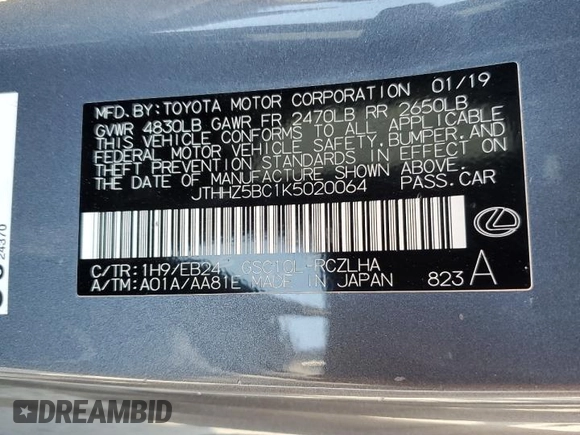 MFD. BY: TOYOTA MOTOR CORPORATION 01/19
GVWR 4830LB GAWR FR 2470LB RR 2650LB
THIS VEHICLE CONFORMS TO ALL APPLICABLE
FEDERAL MOTOR VEHICLE SAFETY, BUMPER, AND
THEFT PREVENTION STANDARDS IN EFFECT ON
THE DATE OF MANUFACTURE SHOWN ABOVE.
JTHHZ5BC1K5020064 PASS. CAR
C/TR: 1H9/EB24 GSC10L-RCZLHA
A/TM: A01A/AA81E MADE IN JAPAN 823 A
24370
DREAMBID